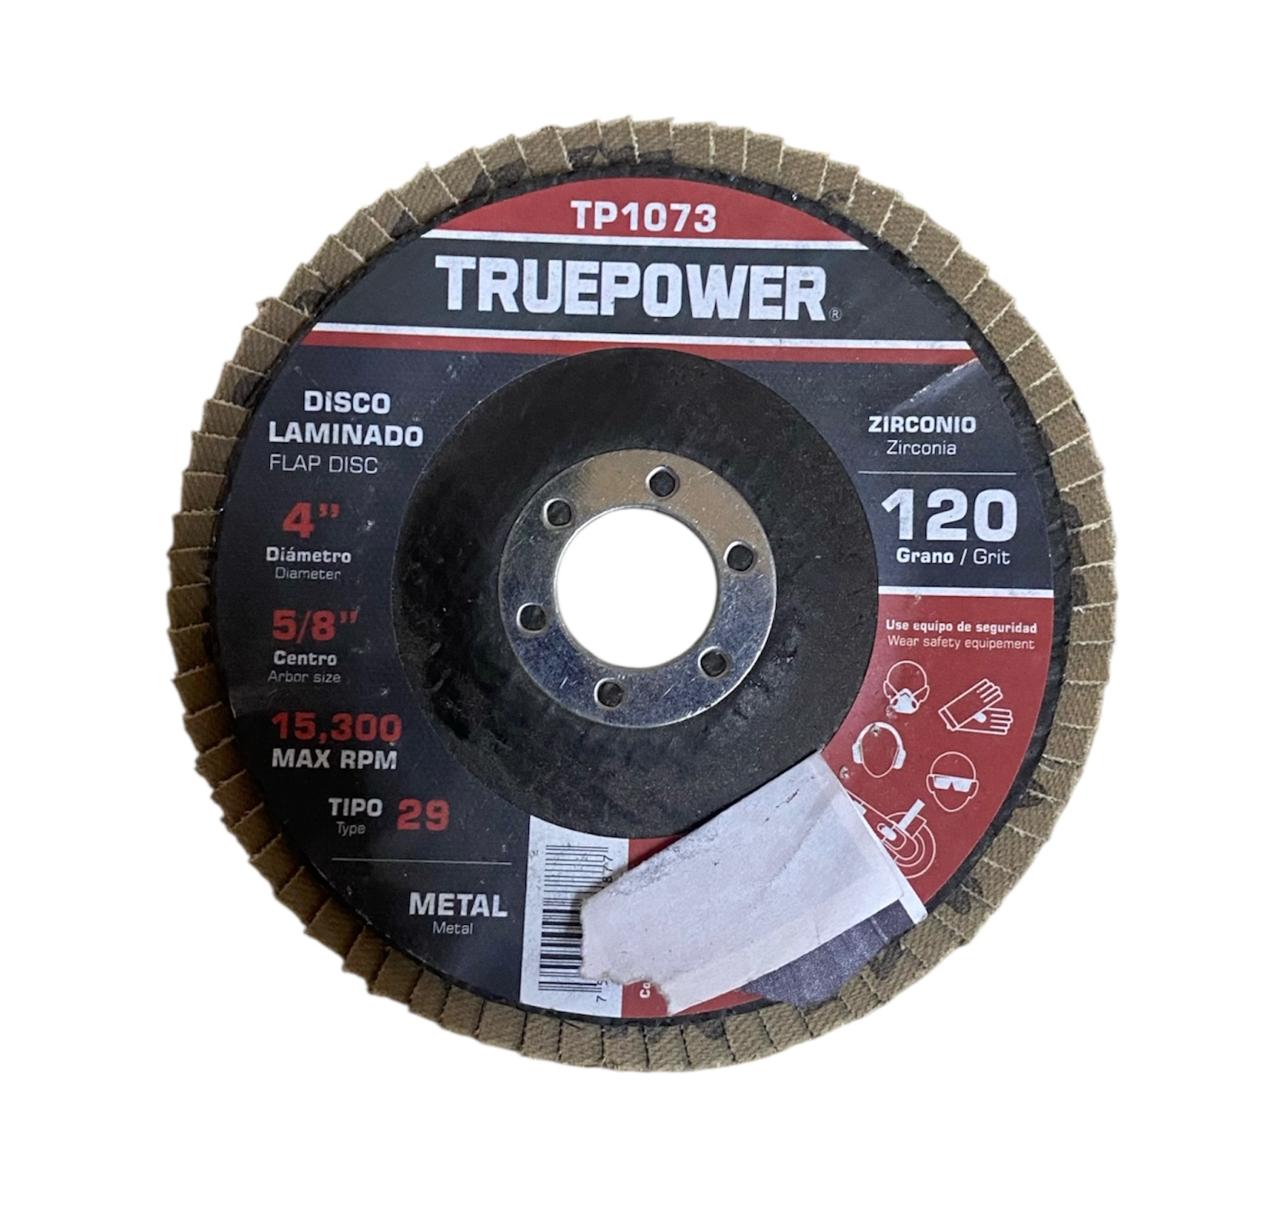 TP1073
TRUEPOWER®
DISCO
LAMINADO
FLAP DISC
4”
Diámetro
Diameter
5/8”
Centro
Arbor size
15,300
MAX RPM
TIPO 29
Type
METAL
Metal
ZIRCONIO
Zirconia
120
Grano / Grit
Use equipo de seguridad
Wear safety equipement